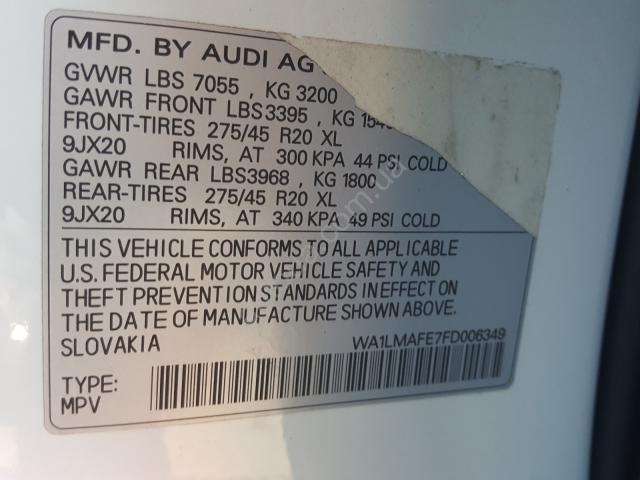 MFD. BY AUDI AG
GVWR LBS 7055 , KG 3200
GAWR FRONT LBS3395 , KG 1540
FRONT-TIRES 275/45 R20 XL
9JX20 RIMS, AT 300 KPA 44 PSI COLD
GAWR REAR LBS3968 , KG 1800
REAR-TIRES 275/45 R20 XL
9JX20 RIMS, AT 340 KPA 49 PSI COLD
THIS VEHICLE CONFORMS TO ALL APPLICABLE
U.S. FEDERAL MOTOR VEHICLE SAFETY AND
THEFT PREVENTION STANDARDS IN EFFECT ON
THE DATE OF MANUFACTURE SHOWN ABOVE.
SLOVAKIA WA1LMAFE7FD006349
TYPE:
MPV